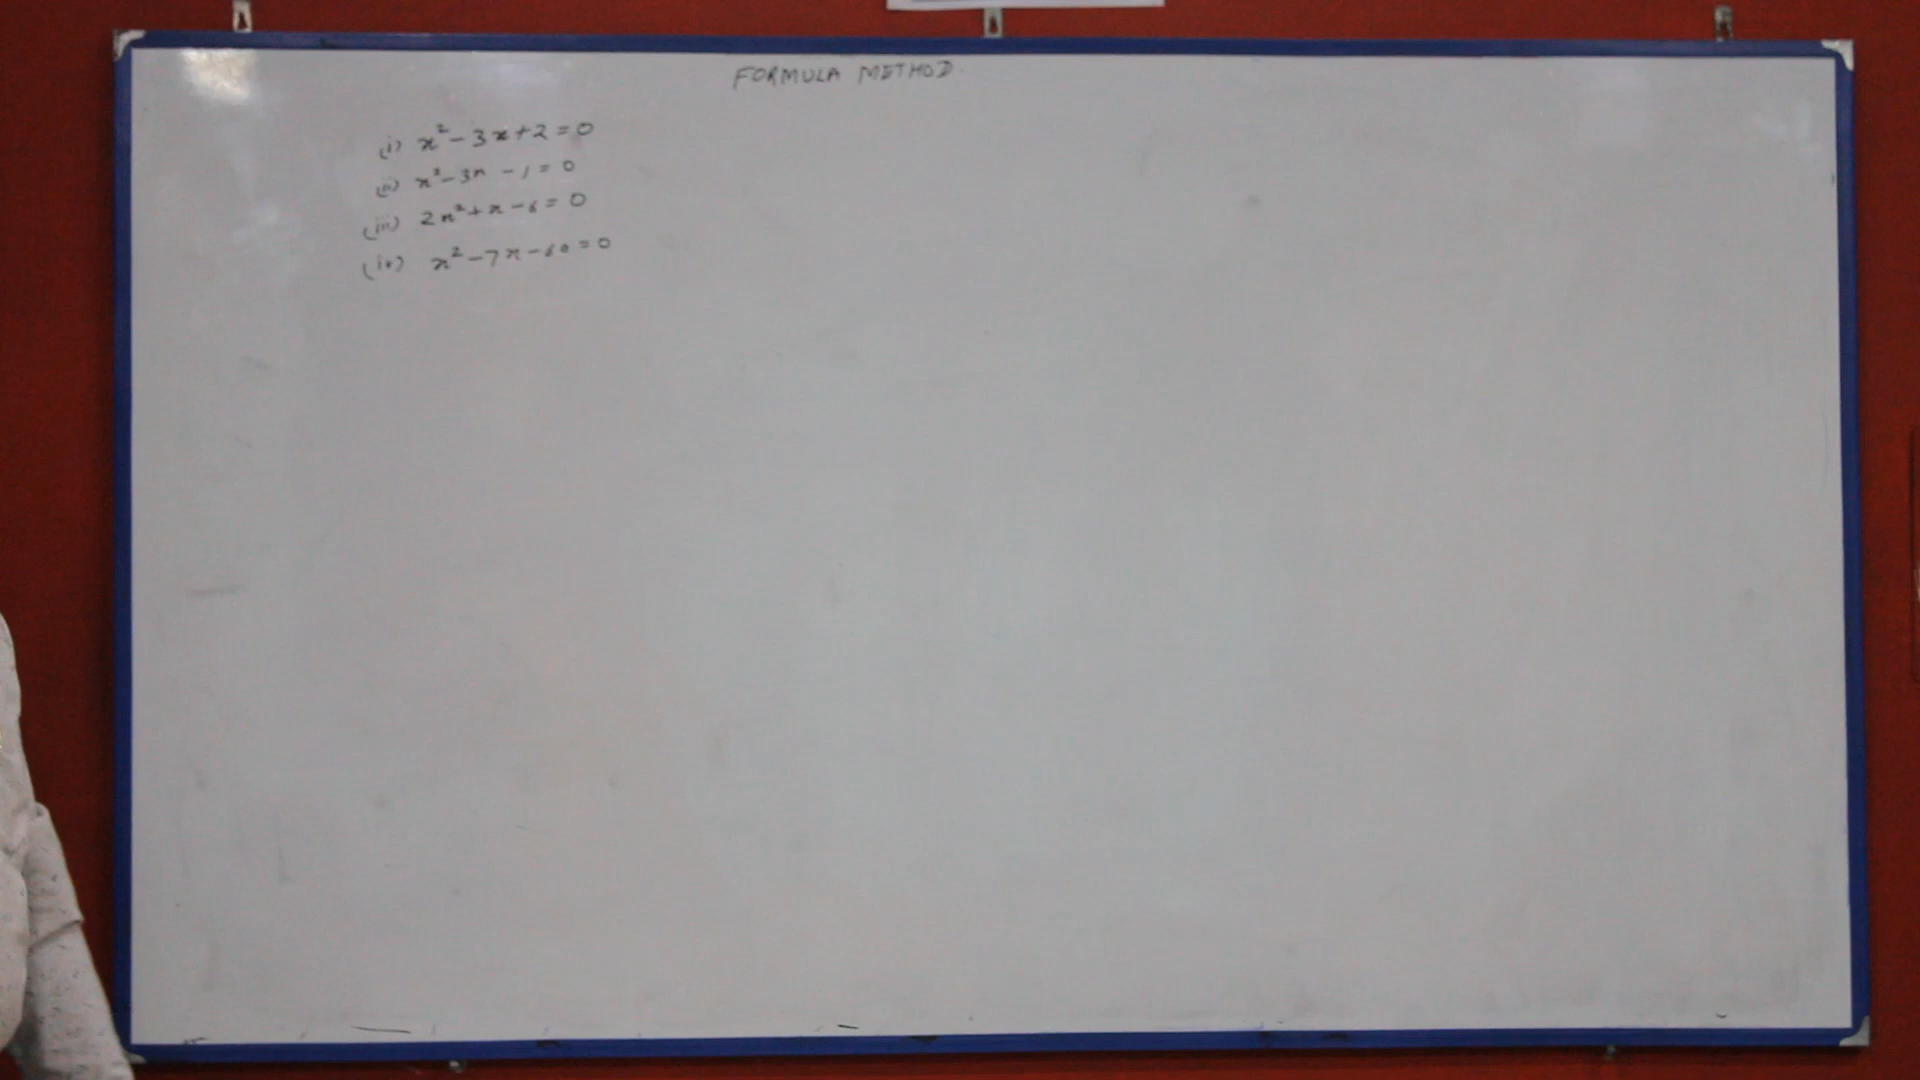 FORMULA METHOD.
(i) x² - 3x + 2 = 0
(ii) x² - 3x - 1 = 0
(iii) 2x² + x - 6 = 0
(iv) x² - 7x - 60 = 0